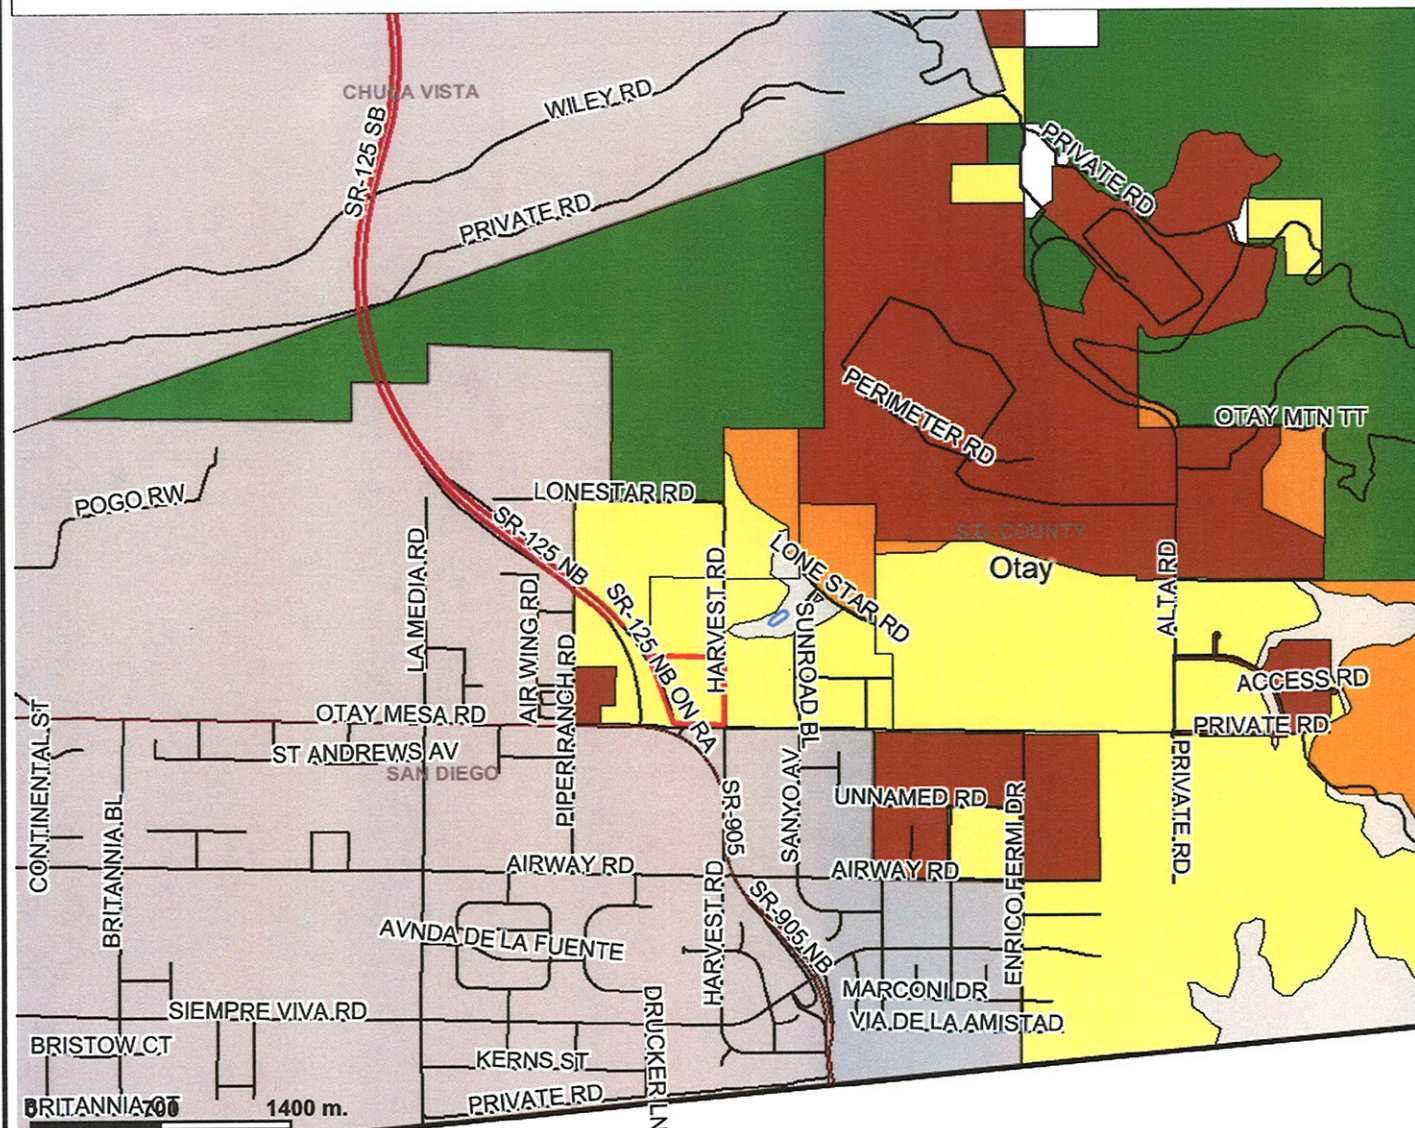 CHULA VISTA
WILEY RD
SR-125 SB
PRIVATE RD
PRIVATE RD
PERIMETER RD
OTAY MTN TT
POGO RW
LONESTAR RD
SR-125 NB
S.D. COUNTY
Otay
LONE STAR RD
LA MEDIA RD
AIR WING RD
PIPER RANCH RD
SR-125 NB ON RA
HARVEST RD
SUNROAD BL
ALTA RD
ACCESS RD
PRIVATE RD
OTAY MESA RD
ST ANDREWS AV
SAN DIEGO
CONTINENTAL ST
BRITANNIA BL
SR-905
SANYO AV
UNNAMED RD
ENRICO FERMI DR
PRIVATE RD
AIRWAY RD
AIRWAY RD
AVNDA DE LA FUENTE
HARVEST RD
SR-905 NB
MARCONI DR
VIA DE LA AMISTAD
SIEMPRE VIVA RD
DRUCKER LN
BRISTOW CT
KERNS ST
PRIVATE RD
BRITANNIA CT
0 700 1400 m.